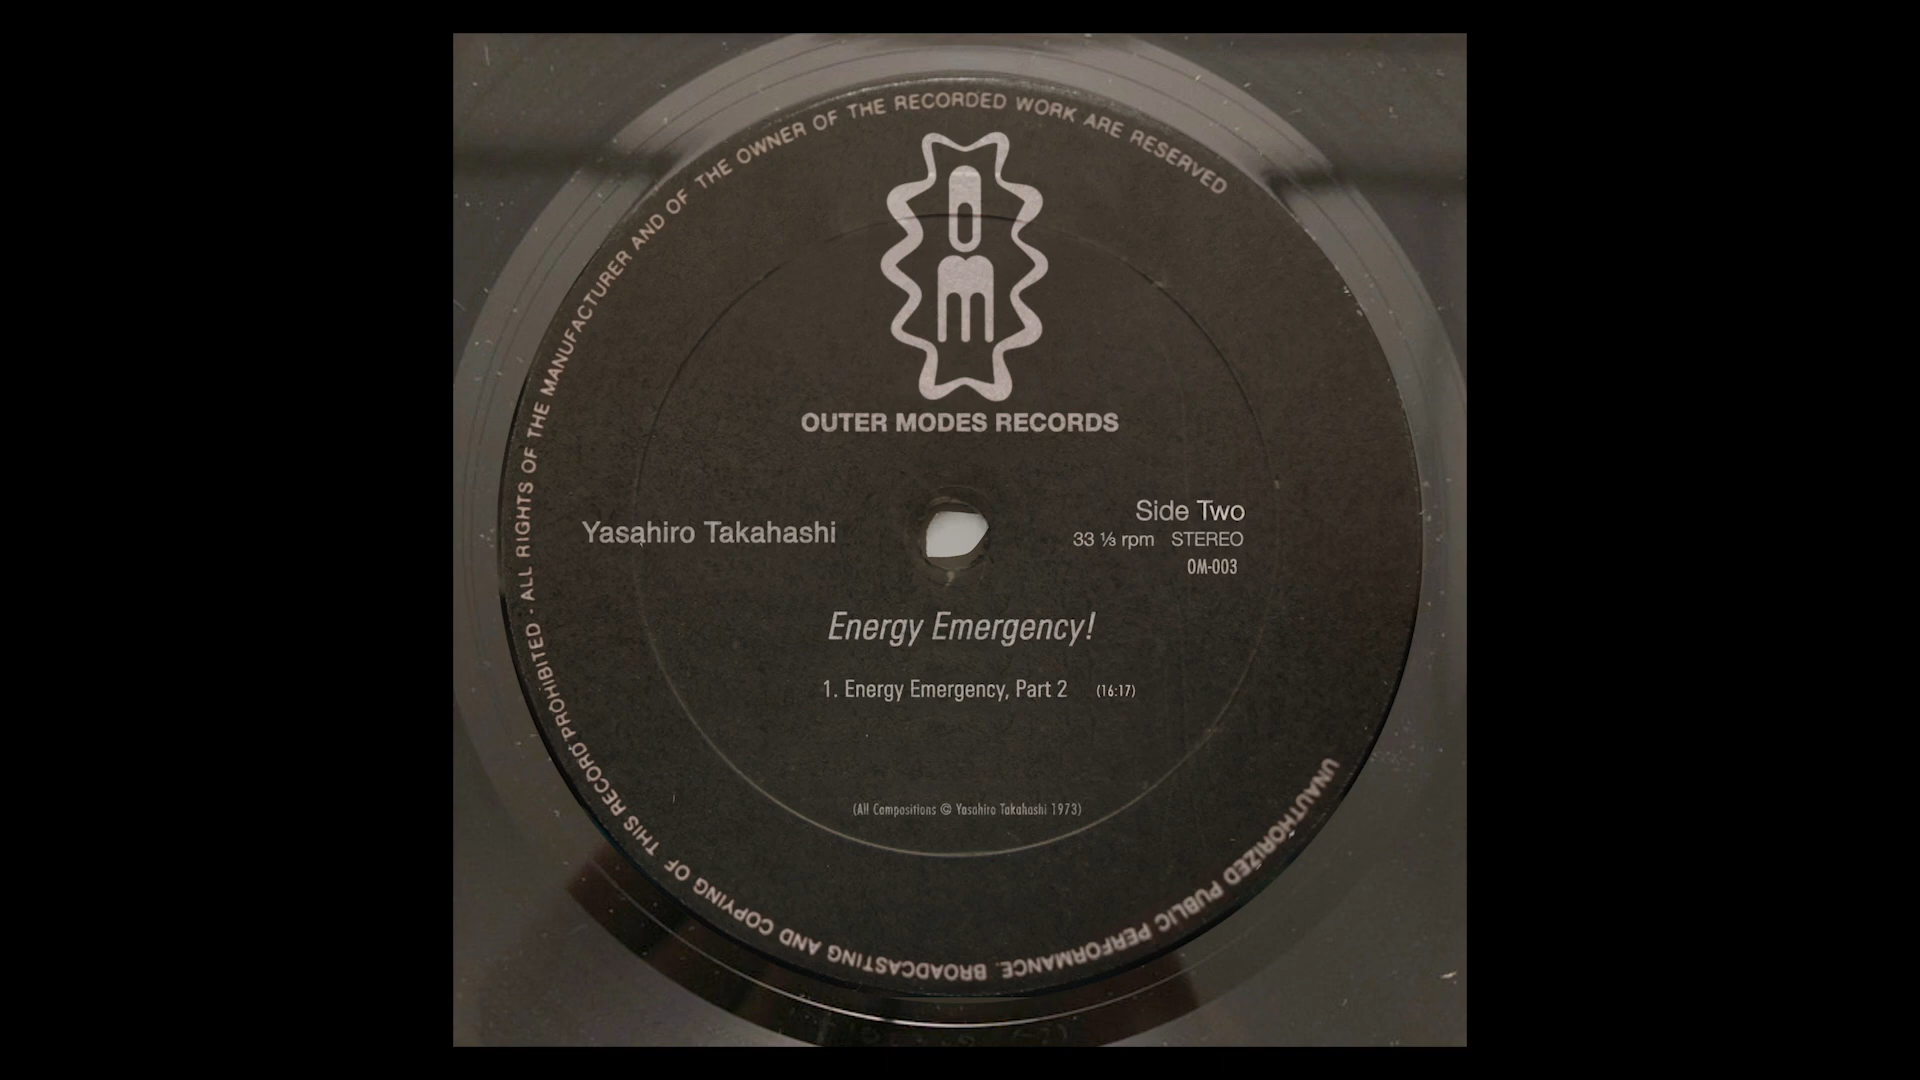 ALL RIGHTS OF THE MANUFACTURER AND OF THE OWNER OF THE RECORDED WORK ARE RESERVED
OM
OUTER MODES RECORDS
Yasahiro Takahashi
Side Two
33 ⅓ rpm STEREO
OM-003
Energy Emergency!
1. Energy Emergency, Part 2 (16:17)
(All Compositions © Yasahiro Takahashi 1973)
UNAUTHORIZED PUBLIC PERFORMANCE. BROADCASTING AND COPYING OF THIS RECORD PROHIBITED ·